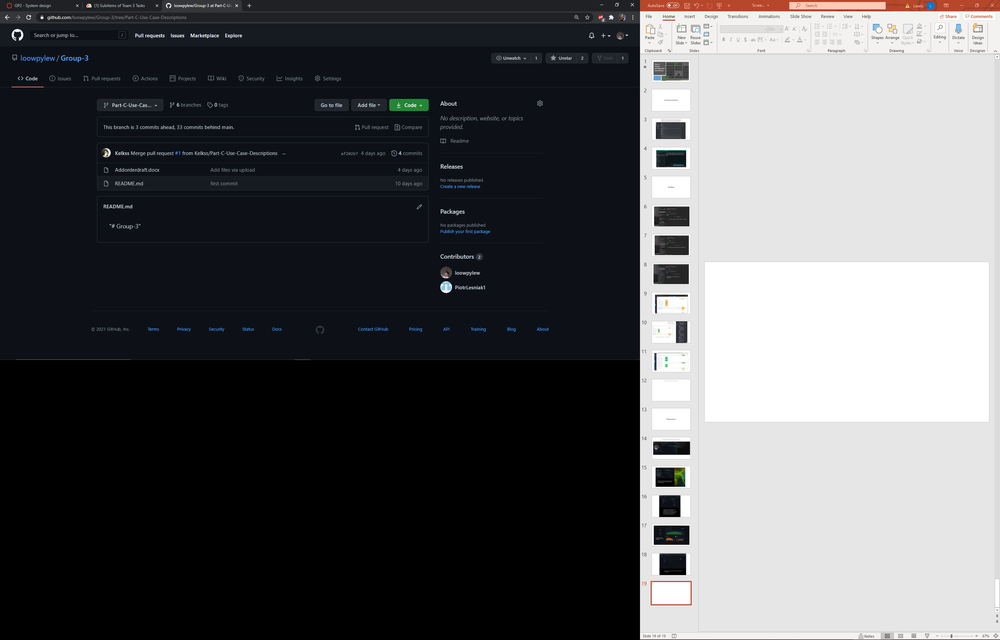 GP2 - System design
(1) Subitems of Team 3 Tasks
loowpylew/Group-3 at Part-C-Us
github.com/loowpylew/Group-3/tree/Part-C-Use-Case-Descriptions
2
Search or jump to...
/
Pull requests
Issues
Marketplace
Explore
loowpylew / Group-3
Unwatch 1
Unstar 2
Fork 1
Code
Issues
Pull requests
Actions
Projects
Wiki
Security
Insights
Settings
Part-C-Use-Cas...
6 branches
0 tags
Go to file
Add file
Code
This branch is 3 commits ahead, 33 commits behind main.
Pull request
Compare
Kelkss Merge pull request #1 from Kelkss/Part-C-Use-Case-Descriptions ...
af202b7 4 days ago
4 commits
Addorderdraft.docx Add files via upload 4 days ago
README.md first commit 10 days ago
README.md
"# Group-3"
About
No description, website, or topics
provided.
Readme
Releases
No releases published
Create a new release
Packages
No packages published
Publish your first package
Contributors 2
loowpylew
PiotrLesniak1
© 2021 GitHub, Inc.
Terms
Privacy
Security
Status
Docs
Contact GitHub
Pricing
API
Training
Blog
About
AutoSave Off
Scree...
Search
Lewis
L
File
Home
Insert
Design
Transitions
Animations
Slide Show
Review
View
Help
Share
Comments
Paste
Clipboard
New
Slide
Reuse
Slides
Slides
28+
B I U S ab AV Aa A
Font
Paragraph
Shapes
Arrange
Quick
Styles
Drawing
Editing
Dictate
Voice
Design
Ideas
Designer
1
Task iii:
Project
Management
Screenshots
2
Communication
3
4
5
Kanban
6
7
8
9
10
11
12
13
Repository
14
15
16
17
18
19
Slide 19 of 19
Notes
67%